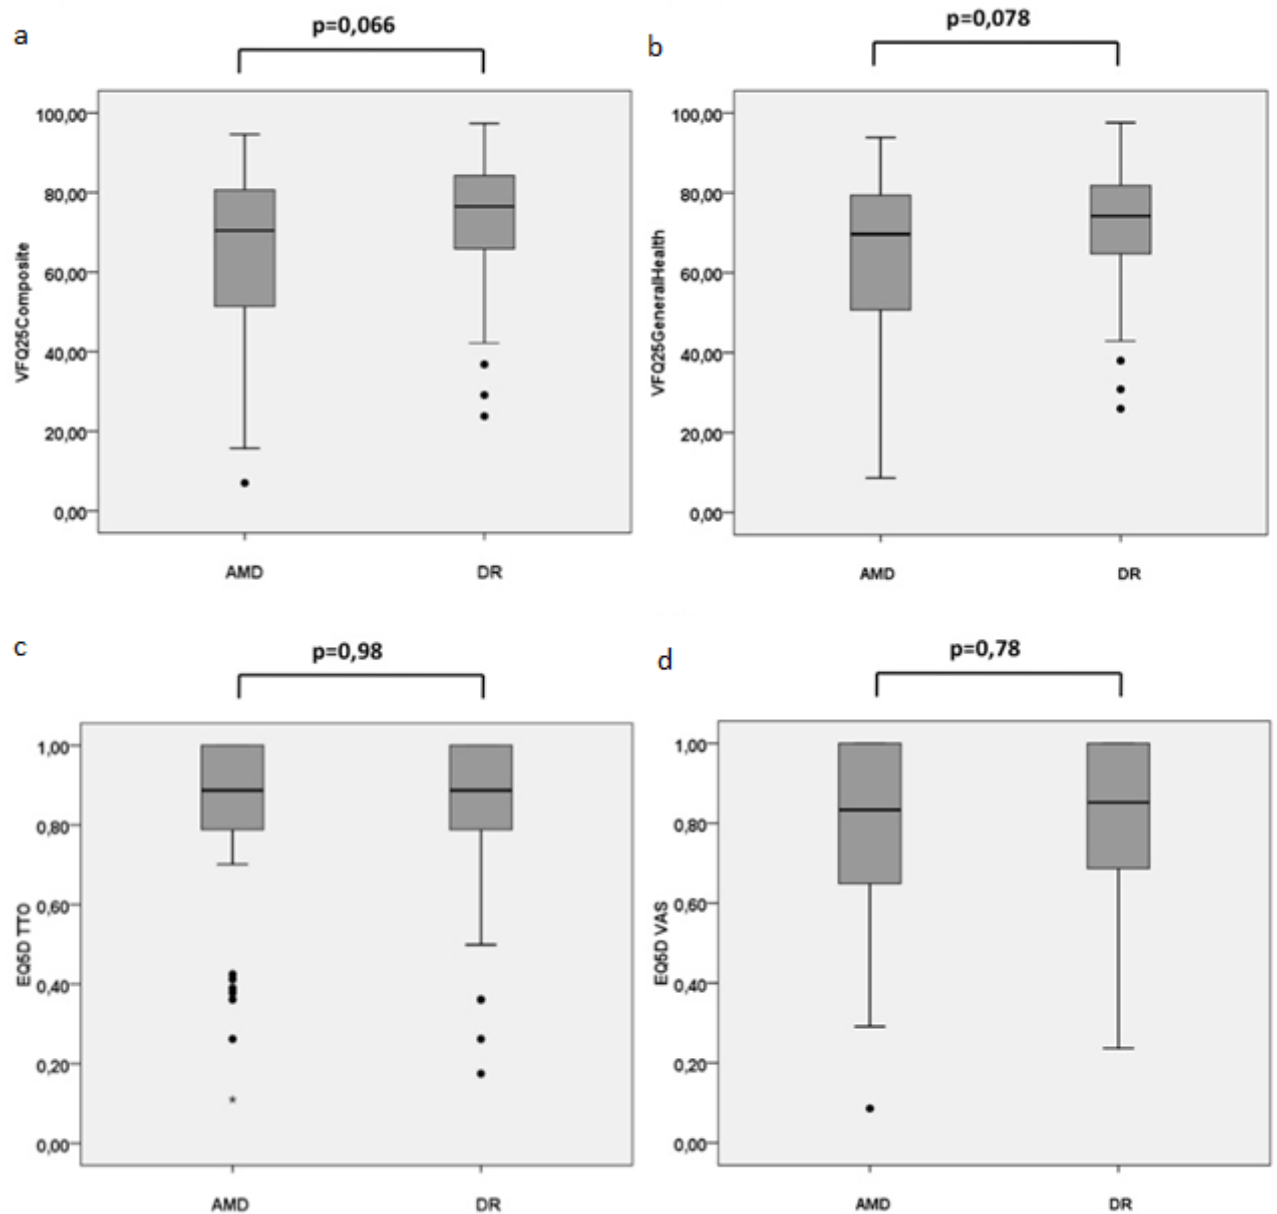 a
p=0,066
VFQ25Composite
100,00
80,00
60,00
40,00
20,00
0,00
AMD DR
b
p=0,078
VFQ25GeneralHealth
100,00
80,00
60,00
40,00
20,00
0,00
AMD DR
c
p=0,98
EQ5D TTO
1,00
0,80
0,60
0,40
0,20
0,00
AMD DR
d
p=0,78
EQ5D VAS
1,00
0,80
0,60
0,40
0,20
0,00
AMD DR